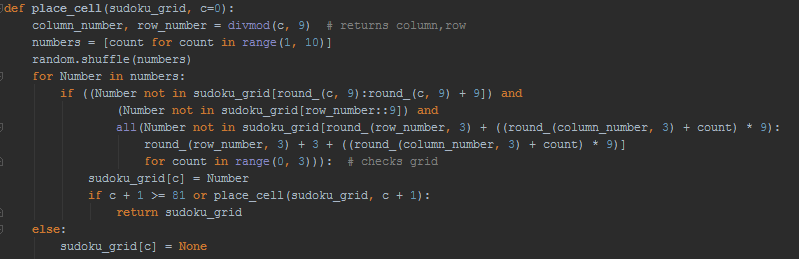 def place_cell(sudoku_grid, c=0):
    column_number, row_number = divmod(c, 9)  # returns column,row
    numbers = [count for count in range(1, 10)]
    random.shuffle(numbers)
    for Number in numbers:
        if ((Number not in sudoku_grid[round_(c, 9):round_(c, 9) + 9]) and
                (Number not in sudoku_grid[row_number::9]) and
                all(Number not in sudoku_grid[round_(row_number, 3) + ((round_(column_number, 3) + count) * 9):
                    round_(row_number, 3) + 3 + ((round_(column_number, 3) + count) * 9)]
                    for count in range(0, 3))):  # checks grid
            sudoku_grid[c] = Number
            if c + 1 >= 81 or place_cell(sudoku_grid, c + 1):
                return sudoku_grid
    else:
        sudoku_grid[c] = None